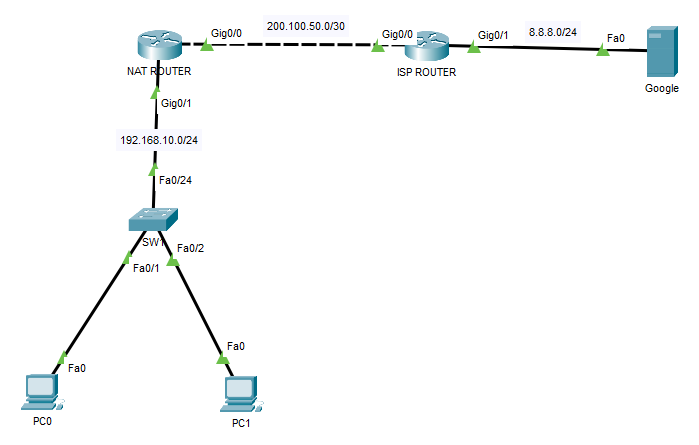 200.100.50.0/30
8.8.8.0/24
Gig0/0
Gig0/0
Gig0/1
Fa0
NAT ROUTER
ISP ROUTER
Google
Gig0/1
192.168.10.0/24
Fa0/24
SW1
Fa0/2
Fa0/1
Fa0
Fa0
PC0
PC1